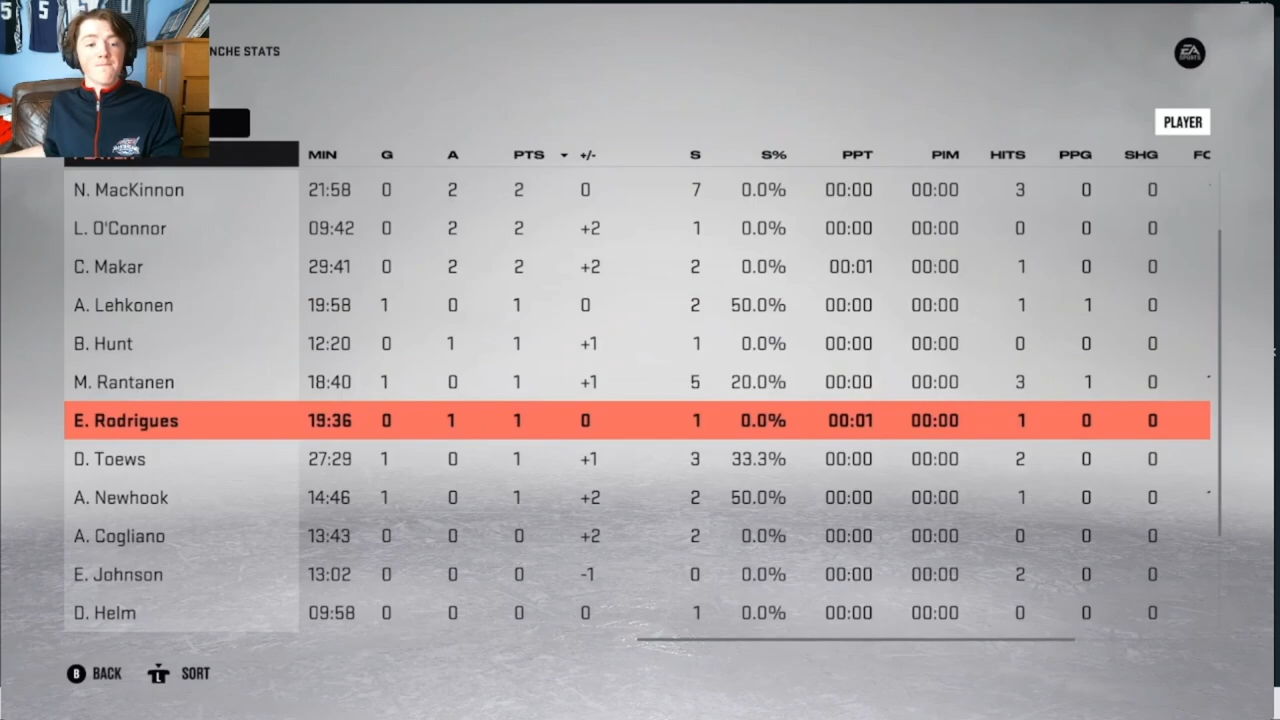 5 5 0
NCHE STATS
EA SPORTS
PLAYER
MIN G A PTS +/- S S% PPT PIM HITS PPG SHG
N. MacKinnon 21:58 0 2 2 0 7 0.0% 00:00 00:00 3 0 0
L. O'Connor 09:42 0 2 2 +2 1 0.0% 00:00 00:00 0 0 0
C. Makar 29:41 0 2 2 +2 2 0.0% 00:01 00:00 1 0 0
A. Lehkonen 19:58 1 0 1 0 2 50.0% 00:00 00:00 1 1 0
B. Hunt 12:20 0 1 1 +1 1 0.0% 00:00 00:00 0 0 0
M. Rantanen 18:40 1 0 1 +1 5 20.0% 00:00 00:00 3 1 0
E. Rodrigues 19:36 0 1 1 0 1 0.0% 00:01 00:00 1 0 0
D. Toews 27:29 1 0 1 +1 3 33.3% 00:00 00:00 2 0 0
A. Newhook 14:46 1 0 1 +2 2 50.0% 00:00 00:00 1 0 0
A. Cogliano 13:43 0 0 0 +2 2 0.0% 00:00 00:00 0 0 0
E. Johnson 13:02 0 0 0 -1 0 0.0% 00:00 00:00 2 0 0
D. Helm 09:58 0 0 0 0 1 0.0% 00:00 00:00 0 0 0
B BACK L SORT